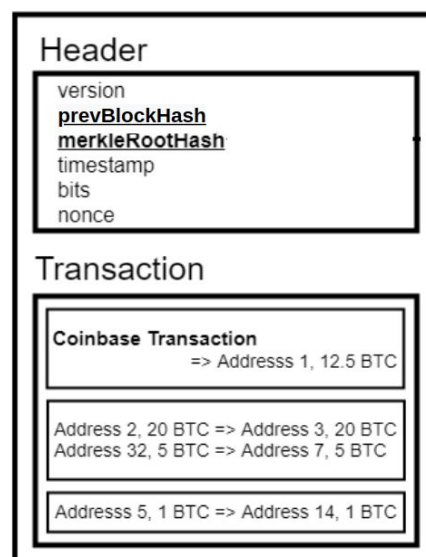 Header
version
prevBlockHash
merkleRootHash
timestamp
bits
nonce
Transaction
Coinbase Transaction
=> Addresss 1, 12.5 BTC
Address 2, 20 BTC => Address 3, 20 BTC
Address 32, 5 BTC => Address 7, 5 BTC
Addresss 5, 1 BTC => Address 14, 1 BTC